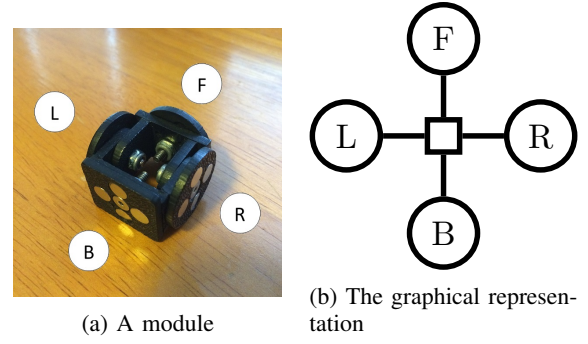 F
L
R
B
(a) A module
F
L
R
B
(b) The graphical represen-
tation